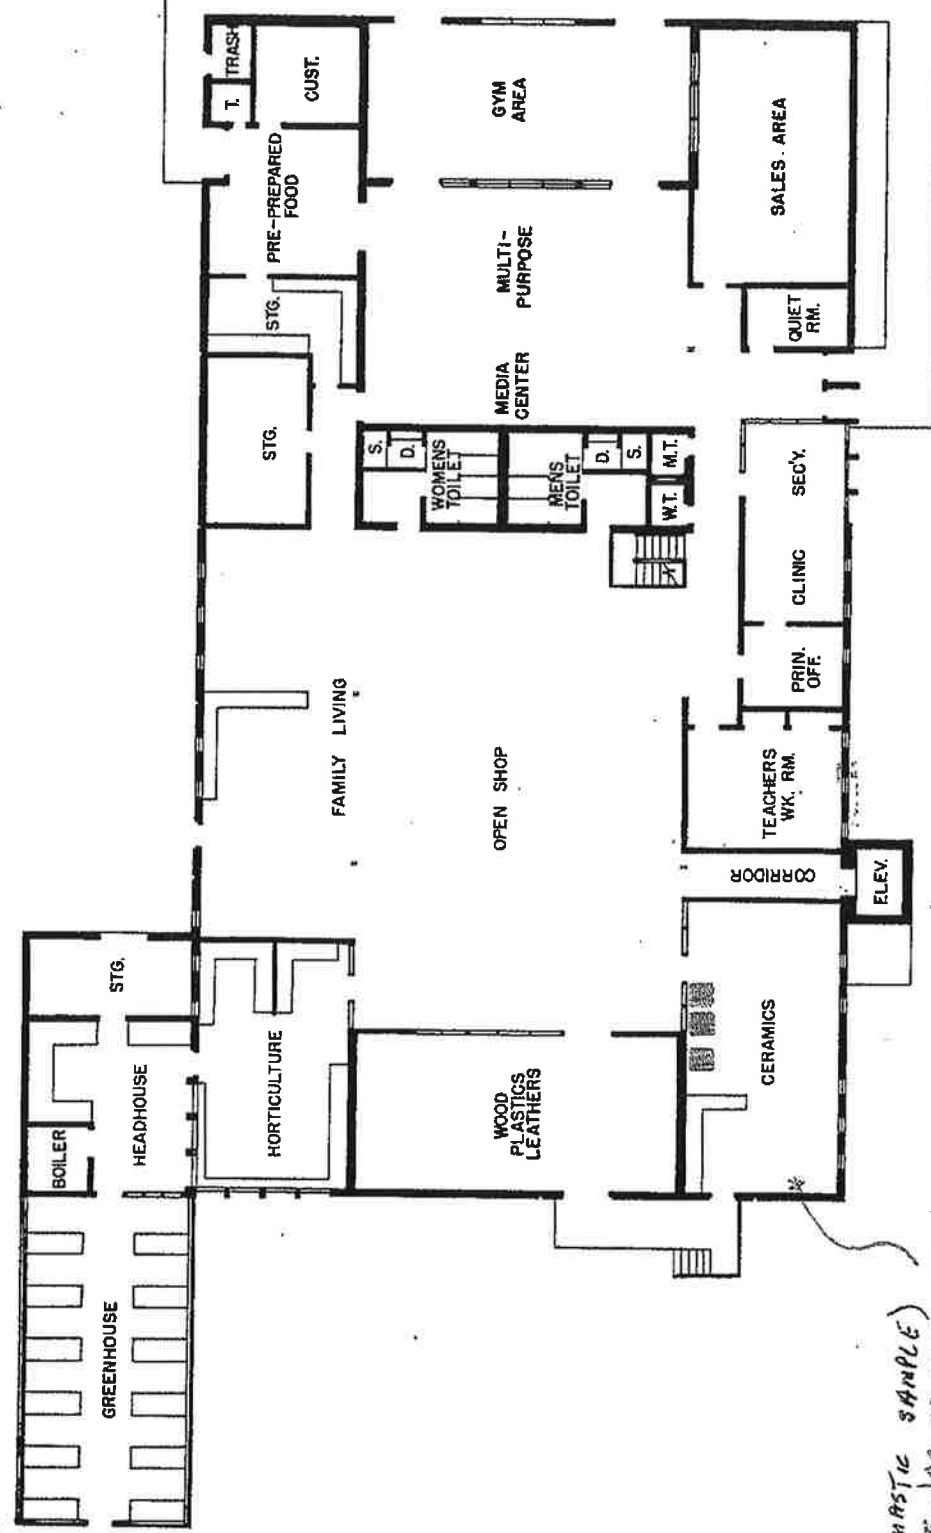 TRASH
T.
CUST.
PRE-PREPARED
FOOD
STG.
STG.
GYM
AREA
MULTI-
PURPOSE
MEDIA
CENTER
SALES AREA
QUIET
RM.
S.
D.
WOMENS
TOILET
MENS
TOILET
D.
S.
M.T.
W.T.
SEC'Y.
CLINIC
PRIN.
OFF.
TEACHERS
WK. RM.
CORRIDOR
ELEV.
FAMILY LIVING
OPEN SHOP
STG.
HEADHOUSE
BOILER
HORTICULTURE
WOOD
PLASTICS
LEATHERS
CERAMICS
GREENHOUSE
MASTIC SAMPLE)